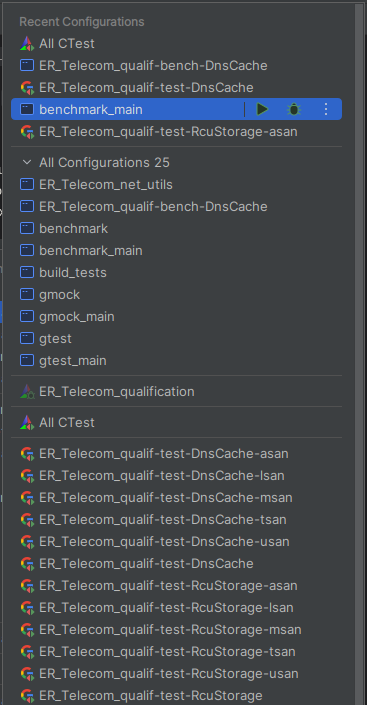 Recent Configurations
All CTest
ER_Telecom_qualif-bench-DnsCache
ER_Telecom_qualif-test-DnsCache
benchmark_main
ER_Telecom_qualif-test-RcuStorage-asan
All Configurations 25
ER_Telecom_net_utils
ER_Telecom_qualif-bench-DnsCache
benchmark
benchmark_main
build_tests
gmock
gmock_main
gtest
gtest_main
ER_Telecom_qualification
All CTest
ER_Telecom_qualif-test-DnsCache-asan
ER_Telecom_qualif-test-DnsCache-lsan
ER_Telecom_qualif-test-DnsCache-msan
ER_Telecom_qualif-test-DnsCache-tsan
ER_Telecom_qualif-test-DnsCache-usan
ER_Telecom_qualif-test-DnsCache
ER_Telecom_qualif-test-RcuStorage-asan
ER_Telecom_qualif-test-RcuStorage-lsan
ER_Telecom_qualif-test-RcuStorage-msan
ER_Telecom_qualif-test-RcuStorage-tsan
ER_Telecom_qualif-test-RcuStorage-usan
ER_Telecom_qualif-test-RcuStorage